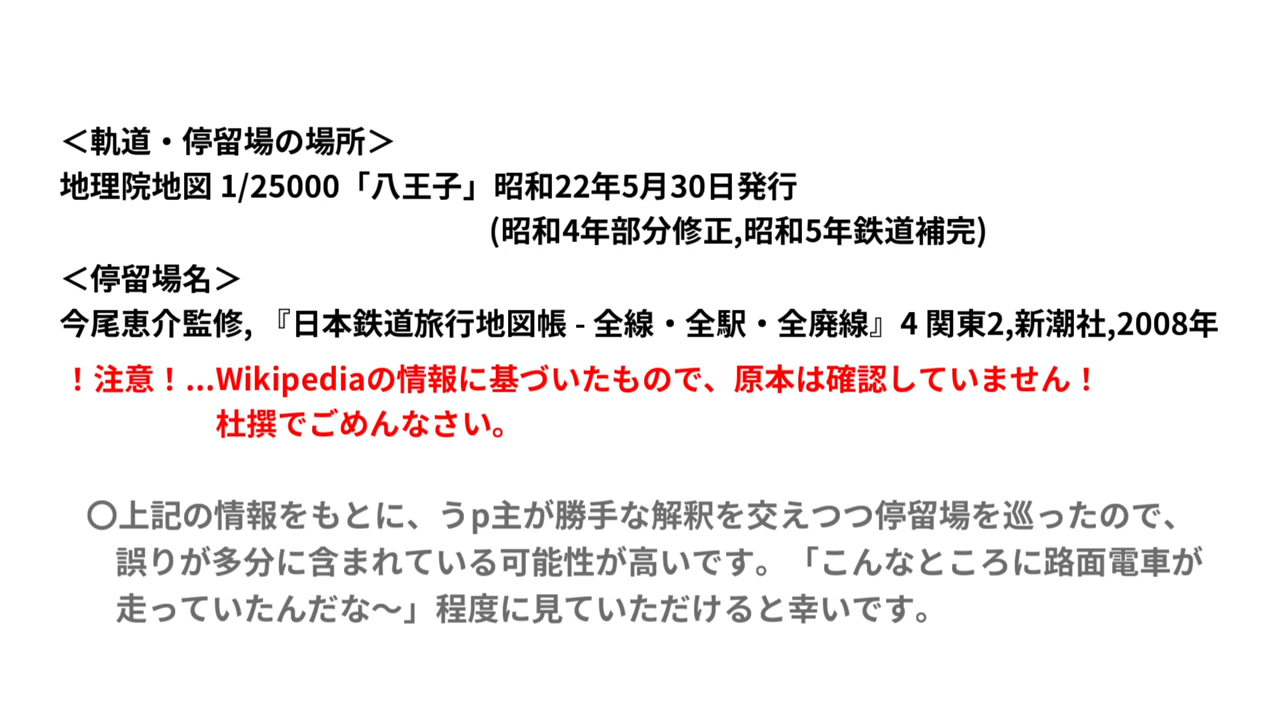 ＜軌道・停留場の場所＞
地理院地図 1/25000「八王子」昭和22年5月30日発行
(昭和4年部分修正,昭和5年鉄道補完)
＜停留場名＞
今尾恵介監修, 『日本鉄道旅行地図帳 - 全線・全駅・全廃線』4 関東2,新潮社,2008年
！注意！...Wikipediaの情報に基づいたもので、原本は確認していません！
杜撰でごめんなさい。
〇上記の情報をもとに、うp主が勝手な解釈を交えつつ停留場を巡ったので、
誤りが多分に含まれている可能性が高いです。「こんなところに路面電車が
走っていたんだな～」程度に見ていただけると幸いです。